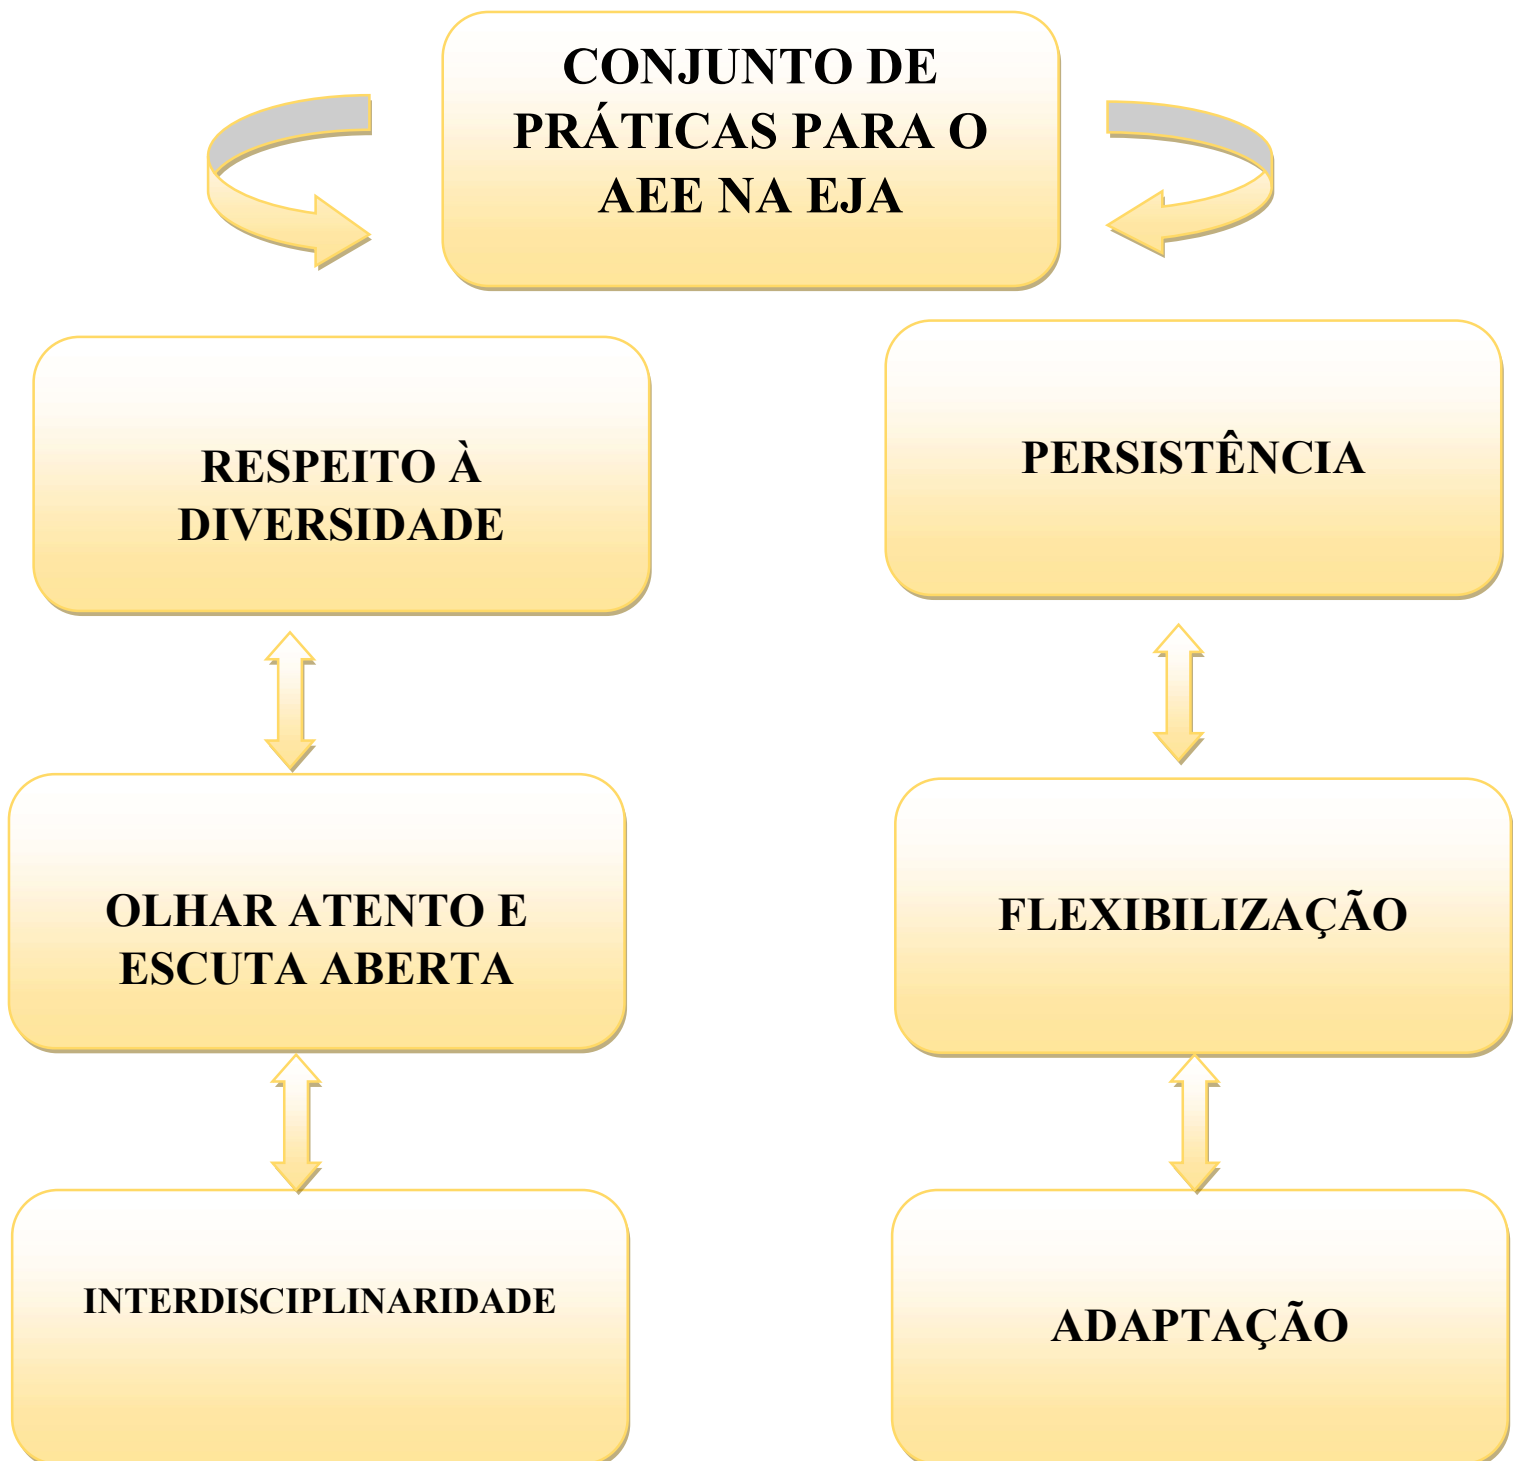 CONJUNTO DE
PRÁTICAS PARA O
AEE NA EJA
RESPEITO À
DIVERSIDADE
PERSISTÊNCIA
OLHAR ATENTO E
ESCUTA ABERTA
FLEXIBILIZAÇÃO
INTERDISCIPLINARIDADE
ADAPTAÇÃO